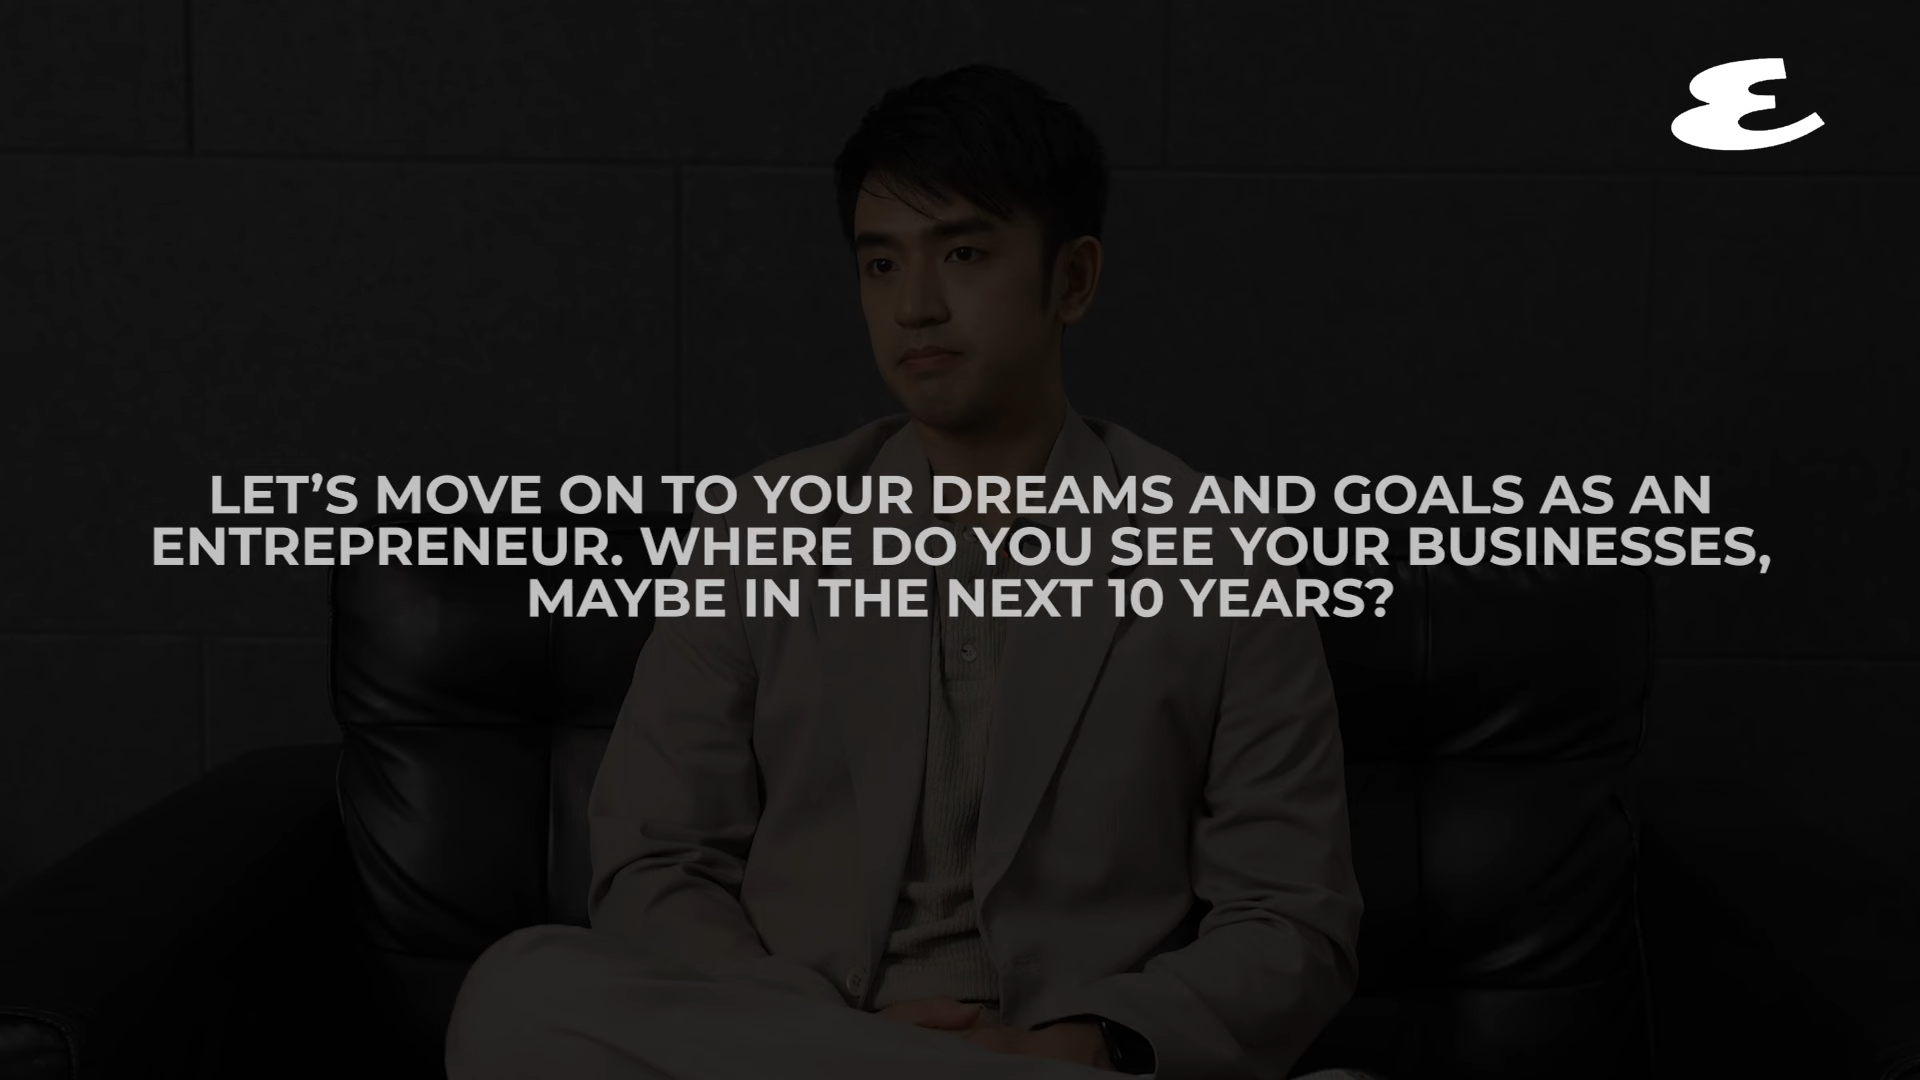 LET’S MOVE ON TO YOUR DREAMS AND GOALS AS AN
ENTREPRENEUR. WHERE DO YOU SEE YOUR BUSINESSES,
MAYBE IN THE NEXT 10 YEARS?